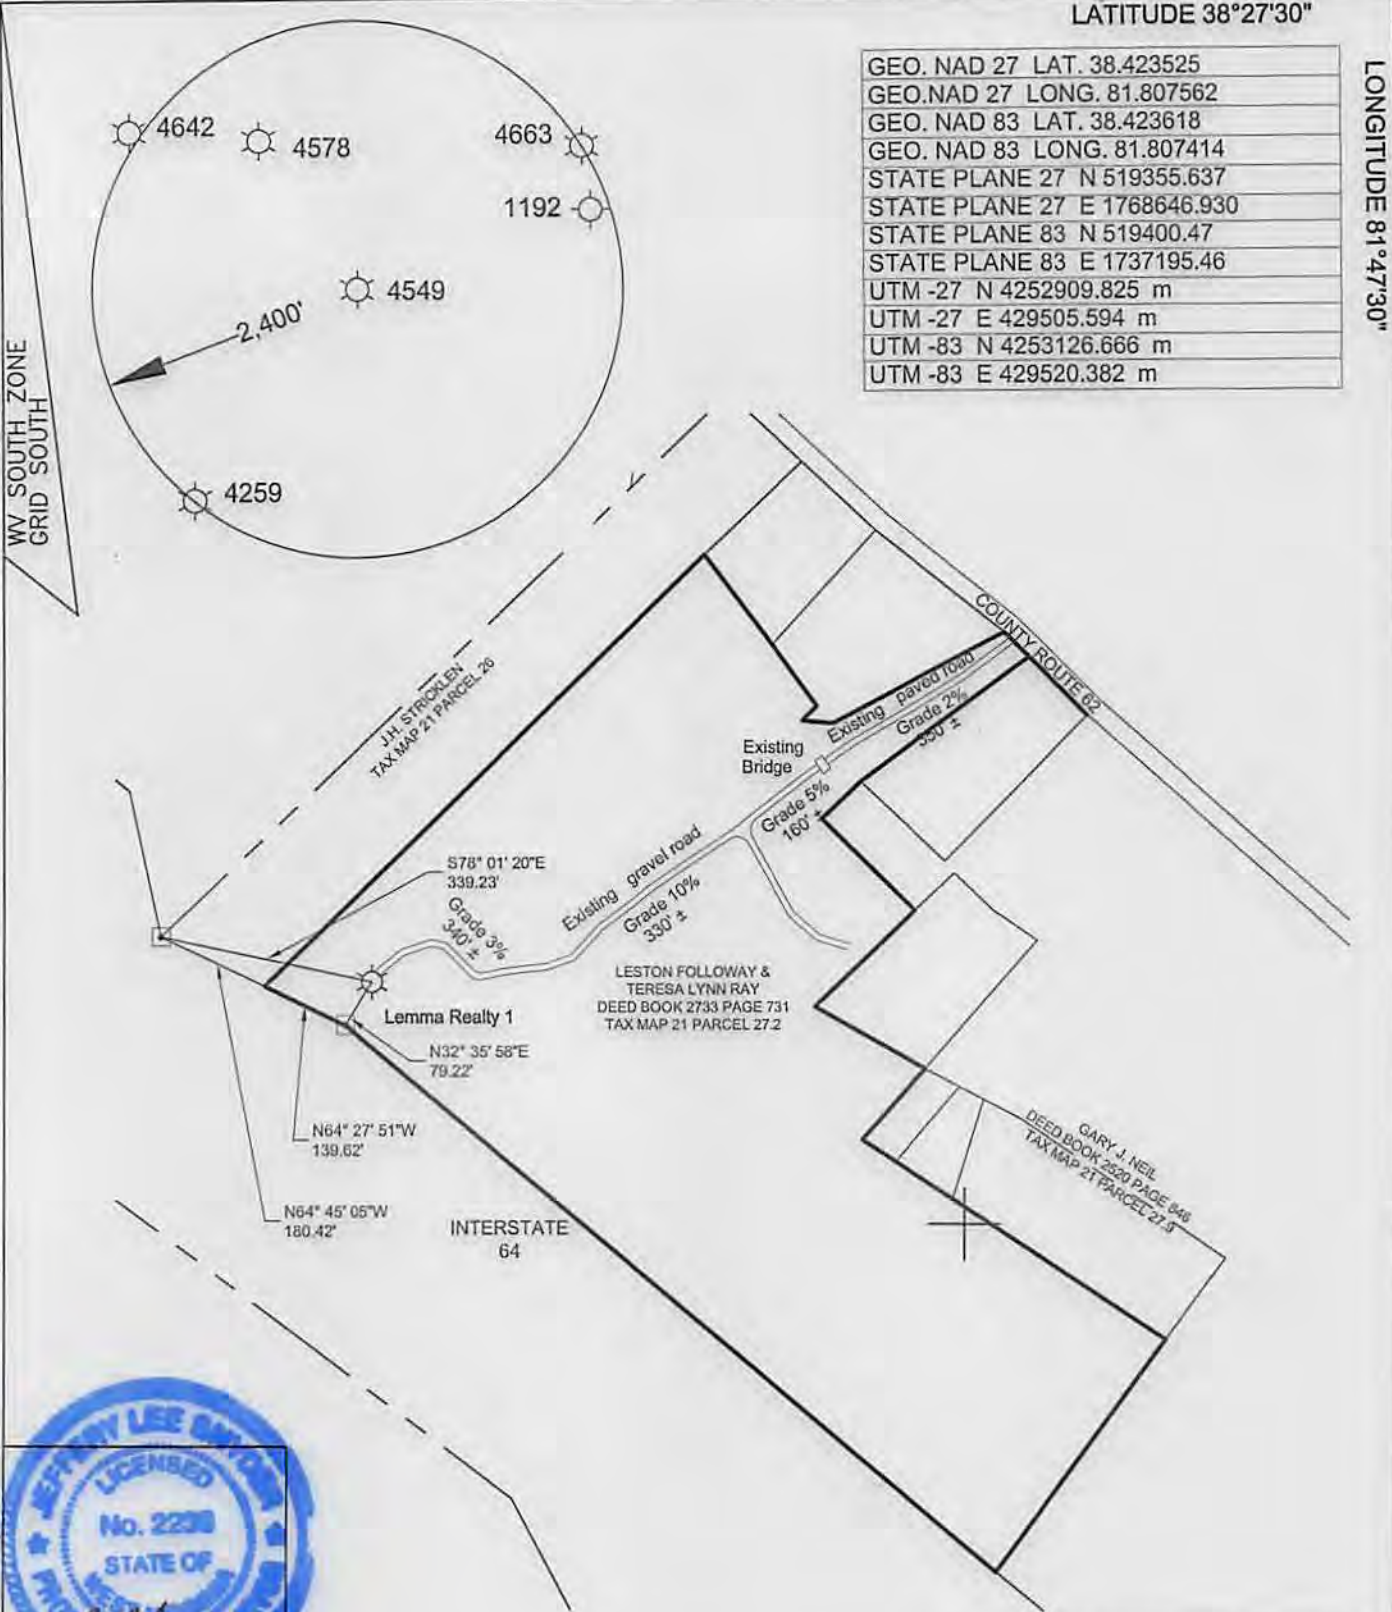 LATITUDE 38°27'30"
LONGITUDE 81°47'30"
GEO. NAD 27 LAT. 38.423525
GEO.NAD 27 LONG. 81.807562
GEO. NAD 83 LAT. 38.423618
GEO. NAD 83 LONG. 81.807414
STATE PLANE 27 N 519355.637
STATE PLANE 27 E 1768646.930
STATE PLANE 83 N 519400.47
STATE PLANE 83 E 1737195.46
UTM -27 N 4252909.825 m
UTM -27 E 429505.594 m
UTM -83 N 4253126.666 m
UTM -83 E 429520.382 m
4642
4578
4663
1192
4549
2,400'
4259
WV SOUTH ZONE
GRID SOUTH
COUNTY ROUTE 62
J.H. STRICKLEN
TAX MAP 21 PARCEL 26
Existing paved road
Grade 2%
350' ±
Existing
Bridge
Grade 5%
160' ±
Existing gravel road
Grade 10%
330' ±
Grade 3%
340' ±
S78° 01' 20"E
339.23'
LESTON FOLLOWAY &
TERESA LYNN RAY
DEED BOOK 2733 PAGE 731
TAX MAP 21 PARCEL 27.2
Lemma Realty 1
N32° 35' 58"E
79.22'
N64° 27' 51"W
139.62'
N64° 45' 05"W
180.42'
INTERSTATE
64
GARY J. NEIL
DEED BOOK 2520 PAGE 846
TAX MAP 21 PARCEL 27.9
JEFFERY LEE
LICENSED
No.
STATE OF
WEST